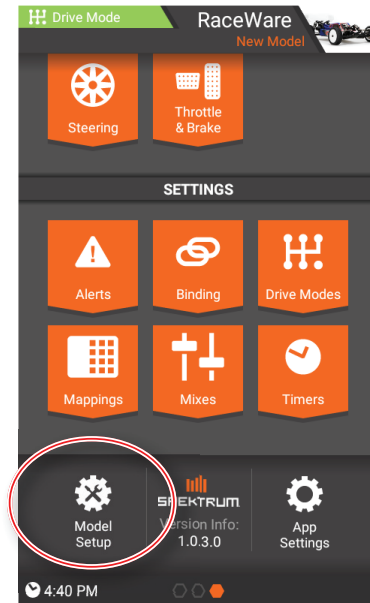 Drive Mode
RaceWare
New Model
Steering
Throttle
& Brake
SETTINGS
Alerts
Binding
Drive Modes
Mappings
Mixes
Timers
Model
Setup
SPEKTRUM
Version Info:
1.0.3.0
App
Settings
4:40 PM